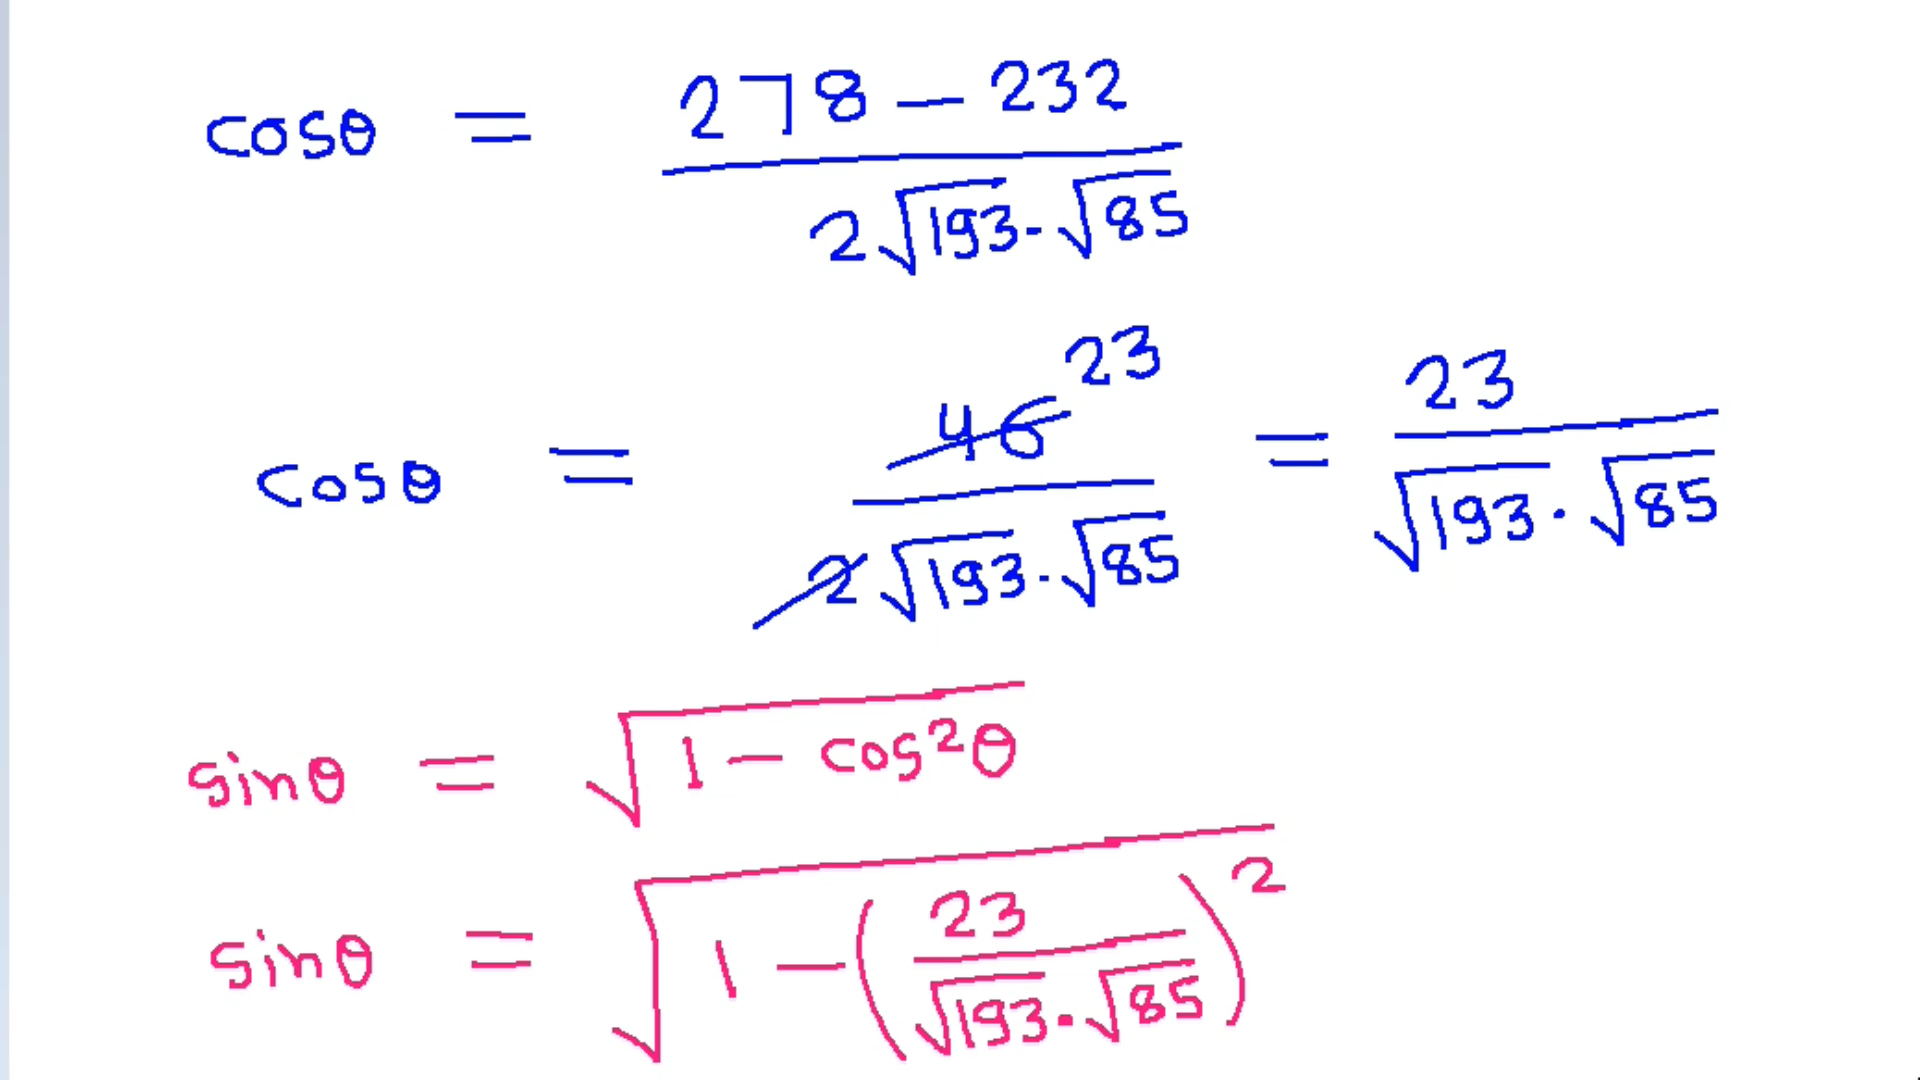 cosθ = (278 − 232) / (2√193 · √85)
cosθ = 46 23 / (2√193 · √85) = 23 / (√193 · √85)
sinθ = √(1 − cos²θ)
sinθ = √(1 − (23 / (√193 · √85))²)